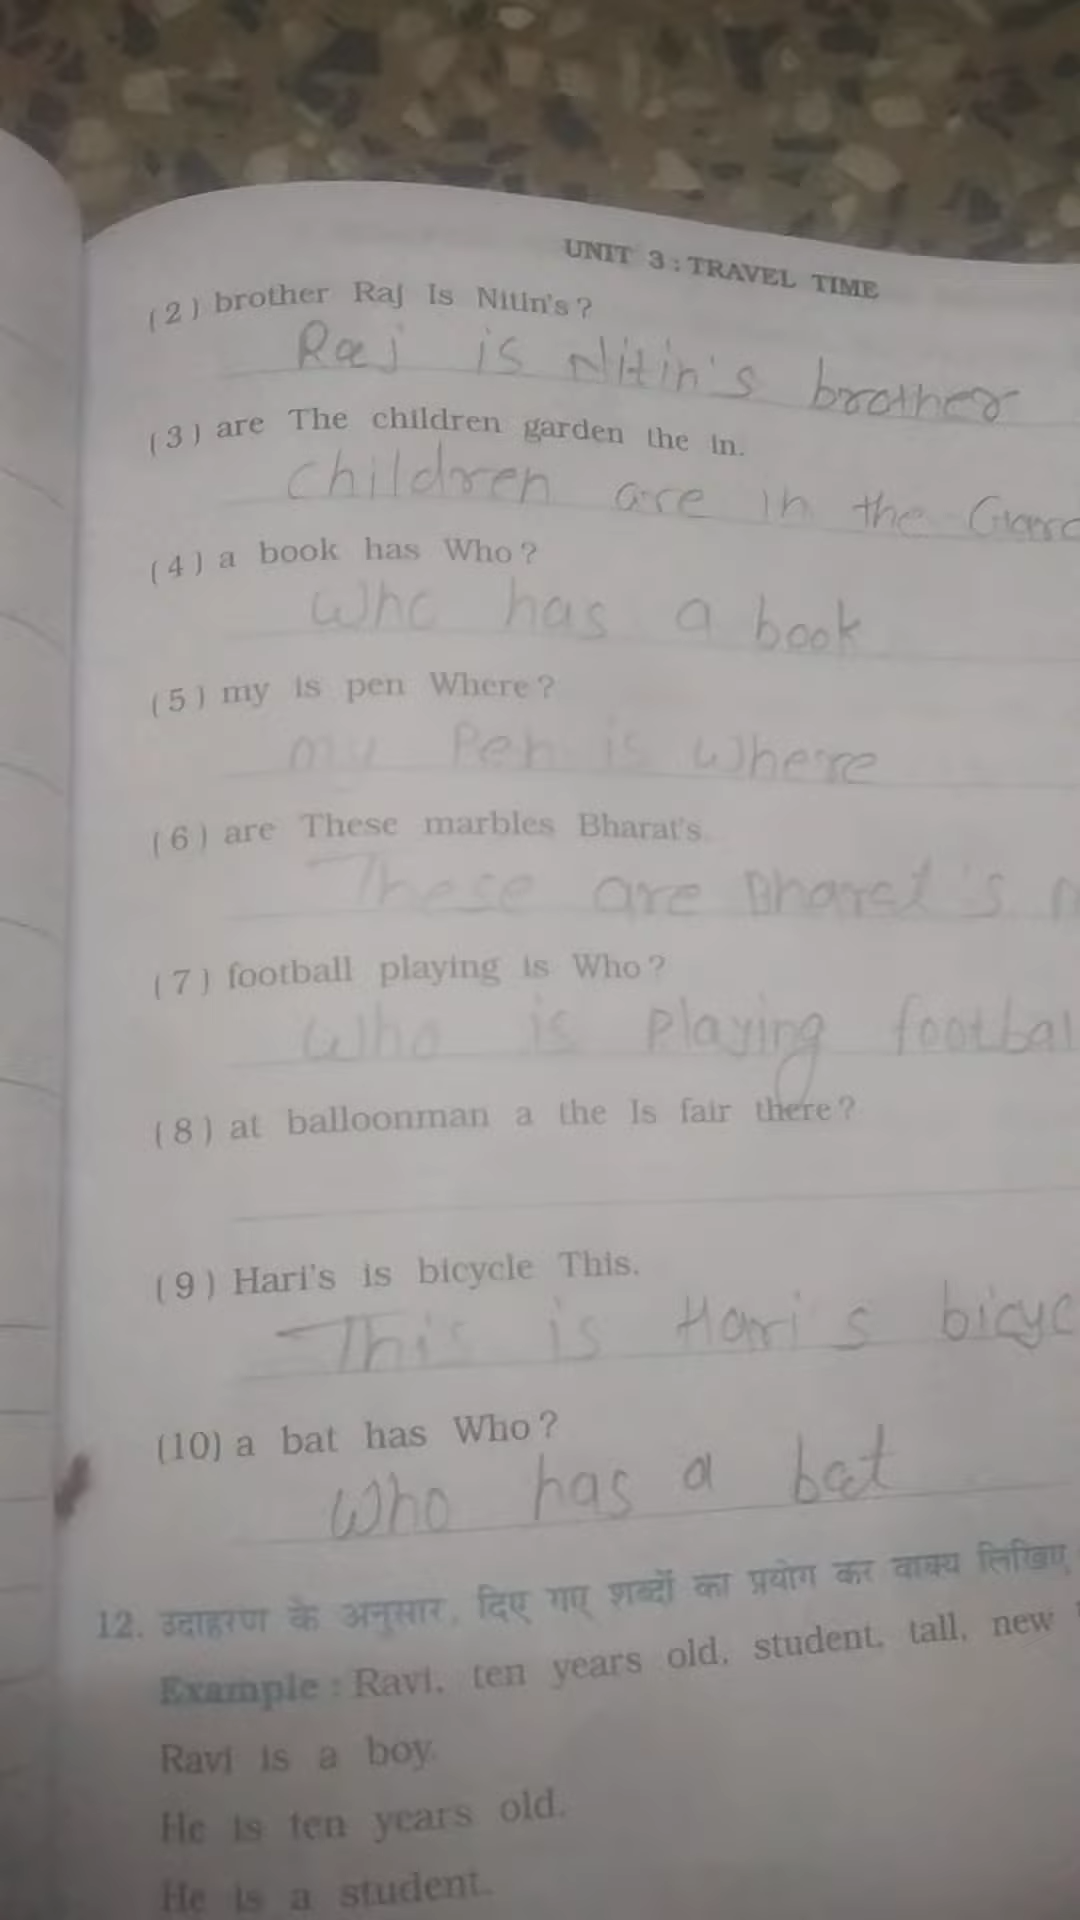 UNIT 3 : TRAVEL TIME
(2) brother Raj Is Nitin's?
Raj is Nitin's brother
(3) are The children garden the in.
children are in the
(4) a book has Who?
Who has a book
(5) my is pen Where?
my Pen is Where
(6) are These marbles Bharat's.
These are Bharat's
(7) football playing is Who?
Who is Playing footbal
(8) at balloonman a the Is fair there?
(9) Hari's is bicycle This.
This is Hari's bicyc
(10) a bat has Who?
Who has a bat
12. उदाहरण के अनुसार, दिए गए शब्दों का प्रयोग कर वाक्य लिखिए
Example : Ravi, ten years old, student, tall, new
Ravi is a boy.
He is ten years old.
He is a student.